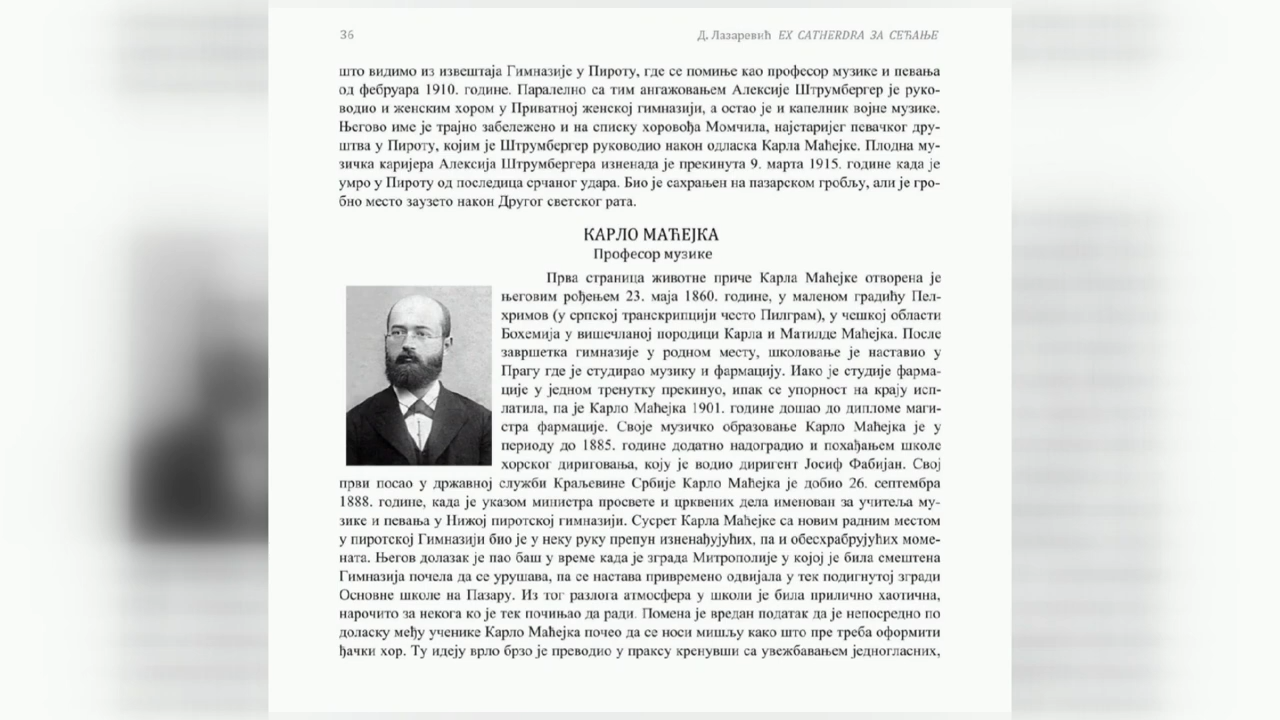 36
Д. Лазаревић EX CATHERDRA ЗА СЕЋАЊЕ
што видимо из извештаја Гимназије у Пироту, где се помиње као професор музике и певања
од фебруара 1910. године. Паралелно са тим ангажовањем Алексије Штрумбергер је руко-
водио и женским хором у Приватној женској гимназији, а остао је и капелник војне музике.
Његово име је трајно забележено и на списку хоровођа Момчила, најстаријег певачког дру-
штва у Пироту, којим је Штрумбергер руководио након одласка Карла Маћејке. Плодна му-
зичка каријера Алексија Штрумбергера изненада је прекинута 9. марта 1915. године када је
умро у Пироту од последица срчаног удара. Био је сахрањен на пазарском гробљу, али је гро-
бно место заузето након Другог светског рата.
КАРЛО МАЋЕЈКА
Професор музике
Прва страница животне приче Карла Маћејке отворена је
његовим рођењем 23. маја 1860. године, у маленом градићу Пел-
хримов (у српској транскрипцији често Пилграм), у чешкој области
Бохемија у вишечланој породици Карла и Матилде Маћејка. После
завршетка гимназије у родном месту, школовање је наставио у
Прагу где је студирао музику и фармацију. Иако је студије фарма-
ције у једном тренутку прекинуо, ипак се упорност на крају исп-
латила, па је Карло Маћејка 1901. године дошао до дипломе маги-
стра фармације. Своје музичко образовање Карло Маћејка је у
периоду до 1885. године додатно надоградио и похађањем школе
хорског дириговања, коју је водио диригент Јосиф Фабијан. Свој
први посао у државној служби Краљевине Србије Карло Маћејка је добио 26. септембра
1888. године, када је указом министра просвете и црквених дела именован за учитеља му-
зике и певања у Нижој пиротској гимназији. Сусрет Карла Маћејке са новим радним местом
у пиротској Гимназији био је у неку руку препун изненађујућих, па и обесхрабрујућих моме-
ната. Његов долазак је пао баш у време када је зграда Митрополије у којој је била смештена
Гимназија почела да се урушава, па се настава привремено одвијала у тек подигнутој згради
Основне школе на Пазару. Из тог разлога атмосфера у школи је била прилично хаотична,
нарочито за некога ко је тек почињао да ради. Помена је вредан податак да је непосредно по
доласку међу ученике Карло Маћејка почео да се носи мишљу како што пре треба оформити
ђачки хор. Ту идеју врло брзо је преводио у праксу кренувши са увежбавањем једногласних,